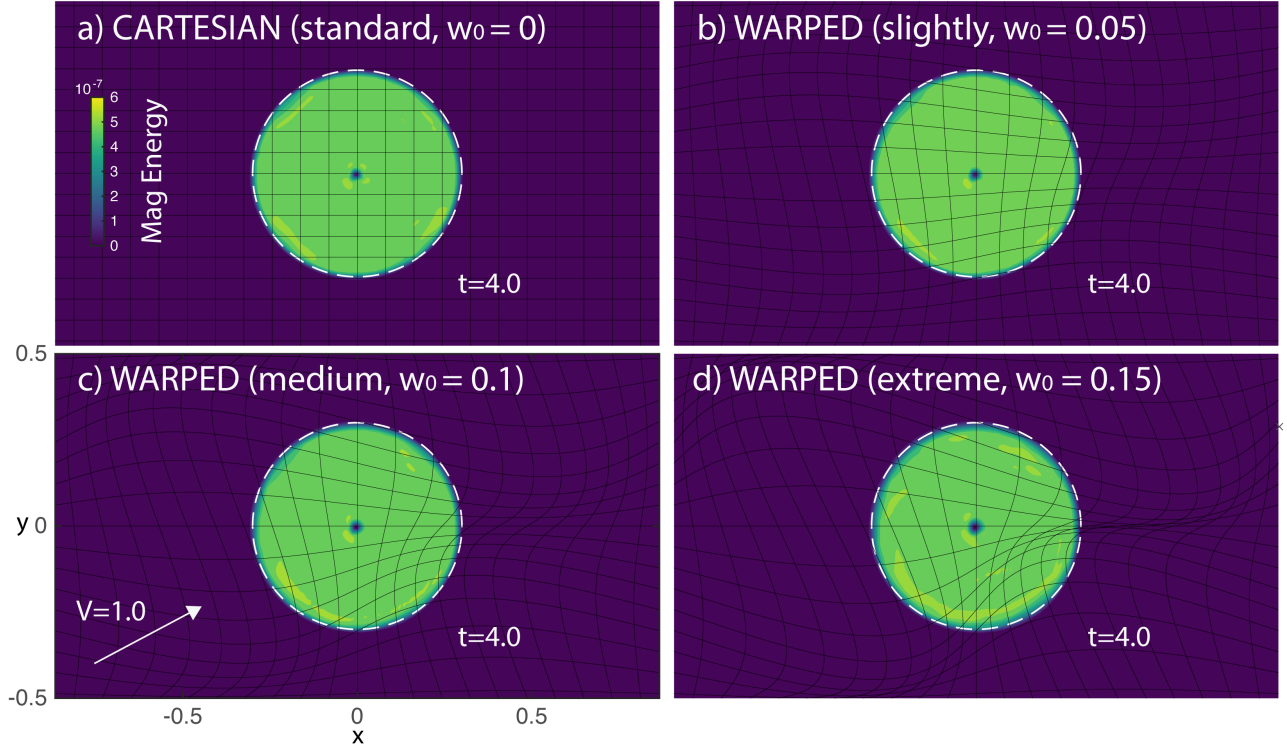 a) CARTESIAN (standard, w₀ = 0)
10⁻⁷
6
5
4
3
2
1
0
Mag Energy
t=4.0
b) WARPED (slightly, w₀ = 0.05)
t=4.0
c) WARPED (medium, w₀ = 0.1)
V=1.0
t=4.0
d) WARPED (extreme, w₀ = 0.15)
t=4.0
0.5
y 0
-0.5
-0.5 0 0.5
x